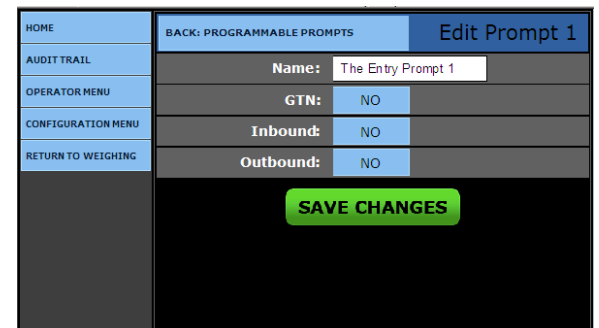 HOME
AUDIT TRAIL
OPERATOR MENU
CONFIGURATION MENU
RETURN TO WEIGHING
BACK: PROGRAMMABLE PROMPTS
Edit Prompt 1
Name: The Entry Prompt 1
GTN: NO
Inbound: NO
Outbound: NO
SAVE CHANGES